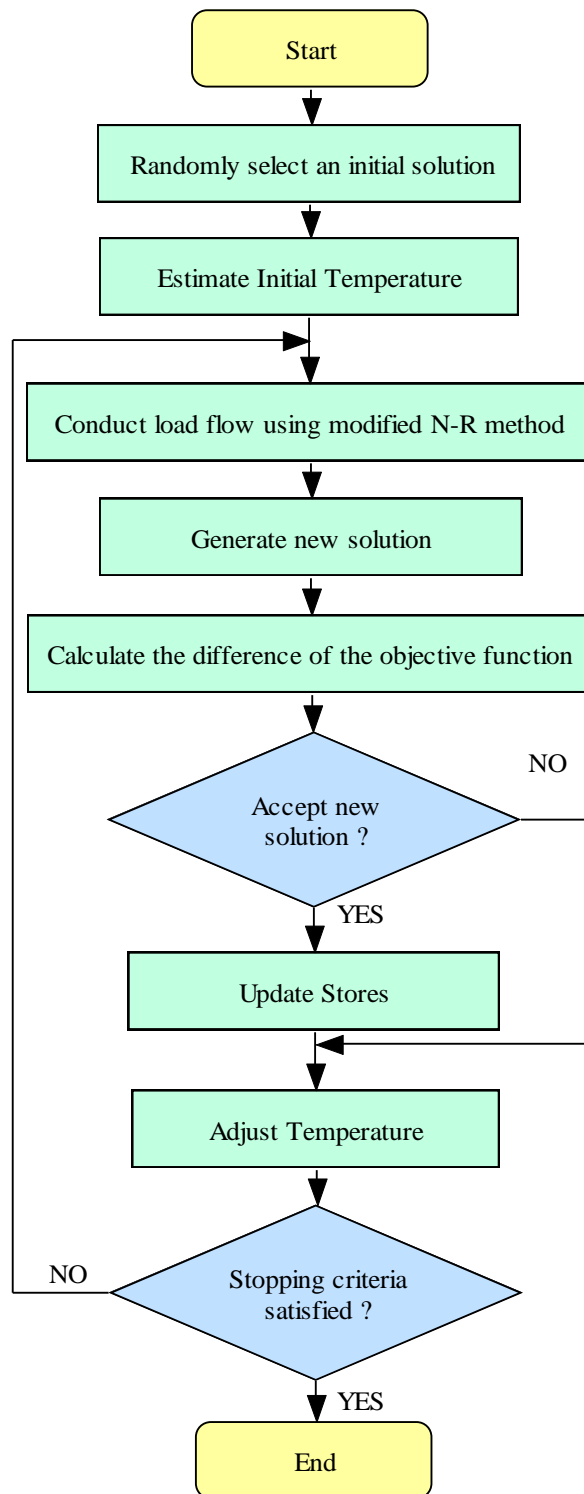 Start
Randomly select an initial solution
Estimate Initial Temperature
Conduct load flow using modified N-R method
Generate new solution
Calculate the difference of the objective function
NO
Accept new
solution ?
YES
Update Stores
Adjust Temperature
NO
Stopping criteria
satisfied ?
YES
End